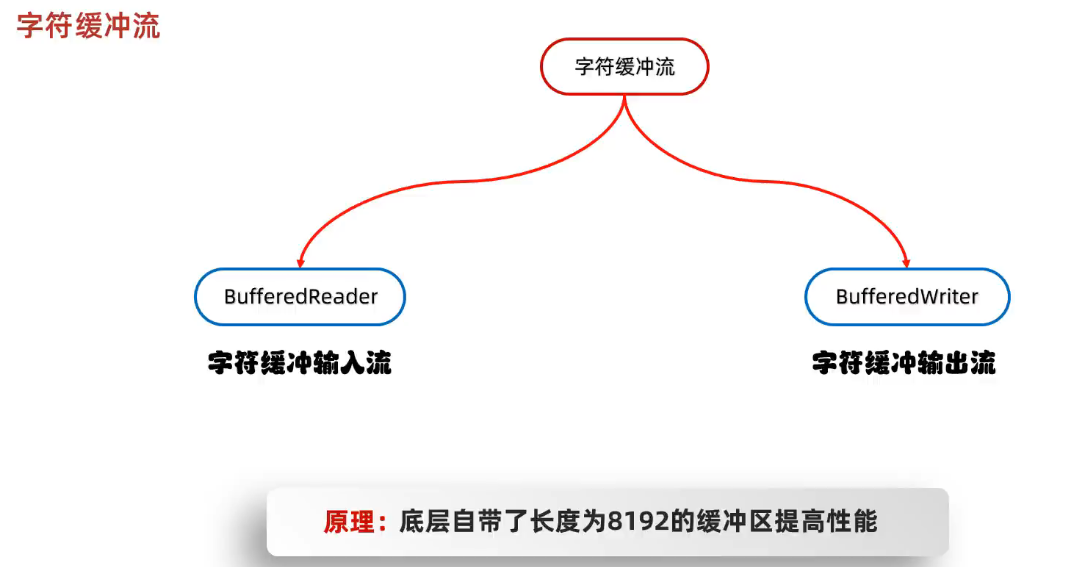 字符缓冲流
字符缓冲流
BufferedReader
BufferedWriter
字符缓冲输入流
字符缓冲输出流
原理：底层自带了长度为8192的缓冲区提高性能